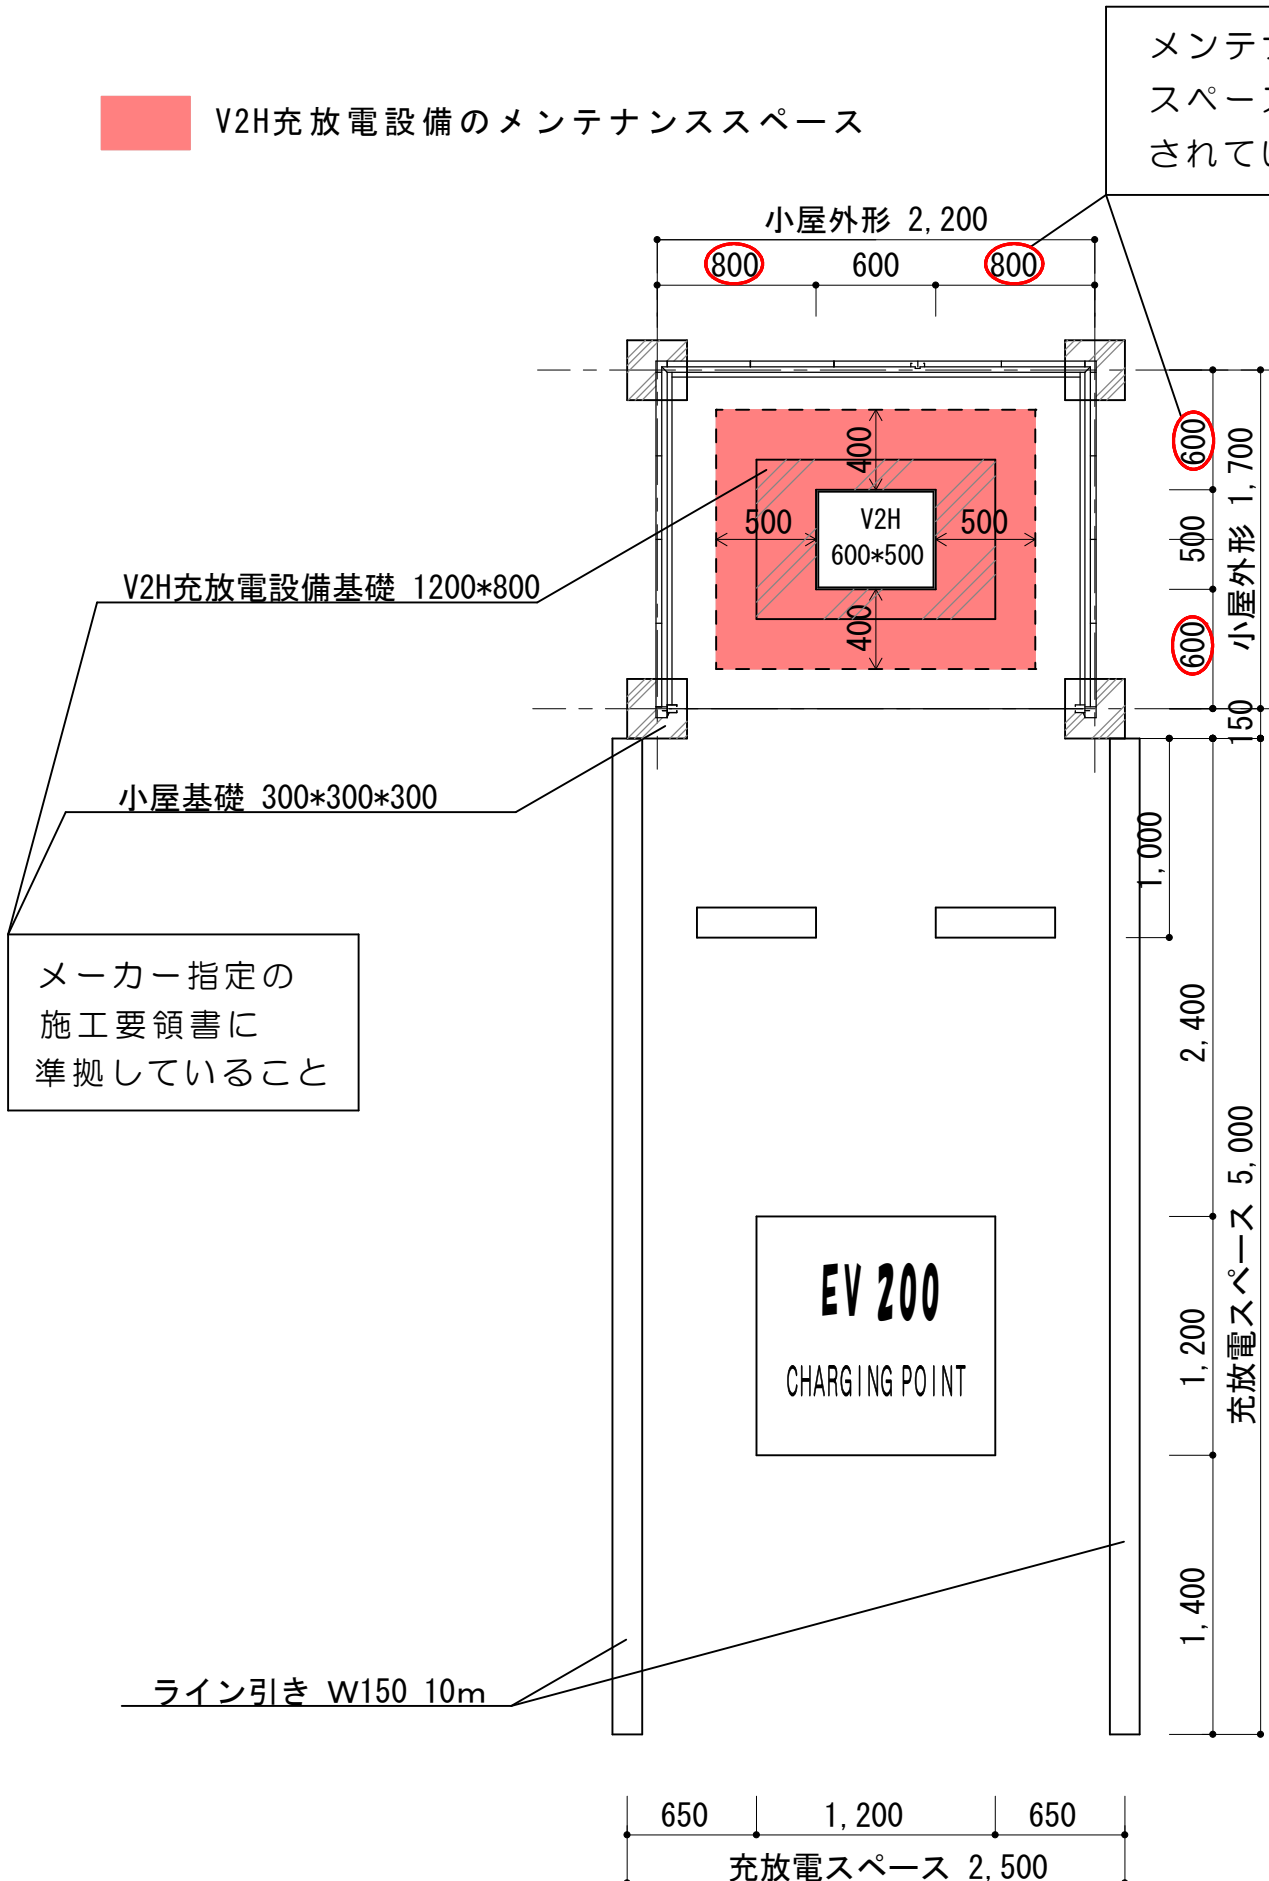 メンテナ
スペース
されてい
V2H充放電設備のメンテナンススペース
小屋外形 2,200
800
600
800
400
500
V2H
600*500
500
400
600
500
600
小屋外形 1,700
150
V2H充放電設備基礎 1200*800
小屋基礎 300*300*300
メーカー指定の
施工要領書に
準拠していること
1,000
2,400
充放電スペース 5,000
EV 200
CHARGING POINT
1,200
1,400
ライン引き W150 10m
650
1,200
650
充放電スペース 2,500